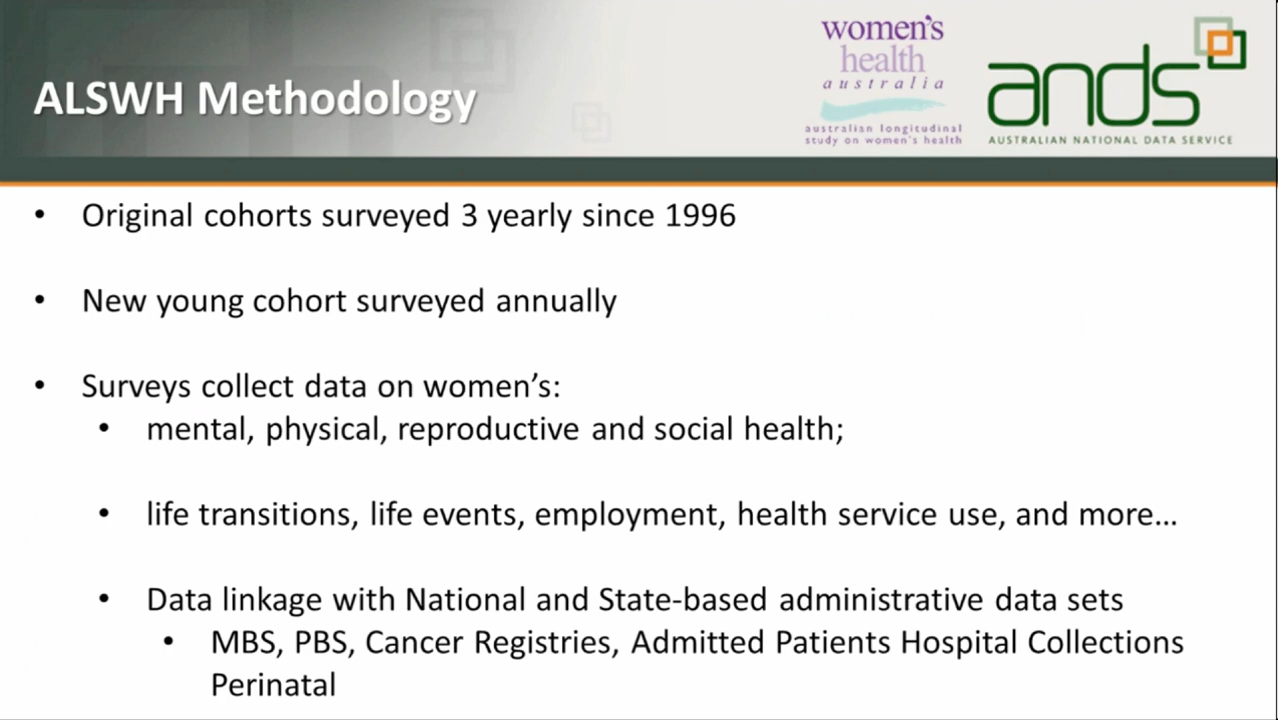 ALSWH Methodology
women's
health
australia
australian longitudinal
study on women's health
ands
AUSTRALIAN NATIONAL DATA SERVICE
• Original cohorts surveyed 3 yearly since 1996
• New young cohort surveyed annually
• Surveys collect data on women’s:
• mental, physical, reproductive and social health;
• life transitions, life events, employment, health service use, and more…
• Data linkage with National and State-based administrative data sets
• MBS, PBS, Cancer Registries, Admitted Patients Hospital Collections
Perinatal